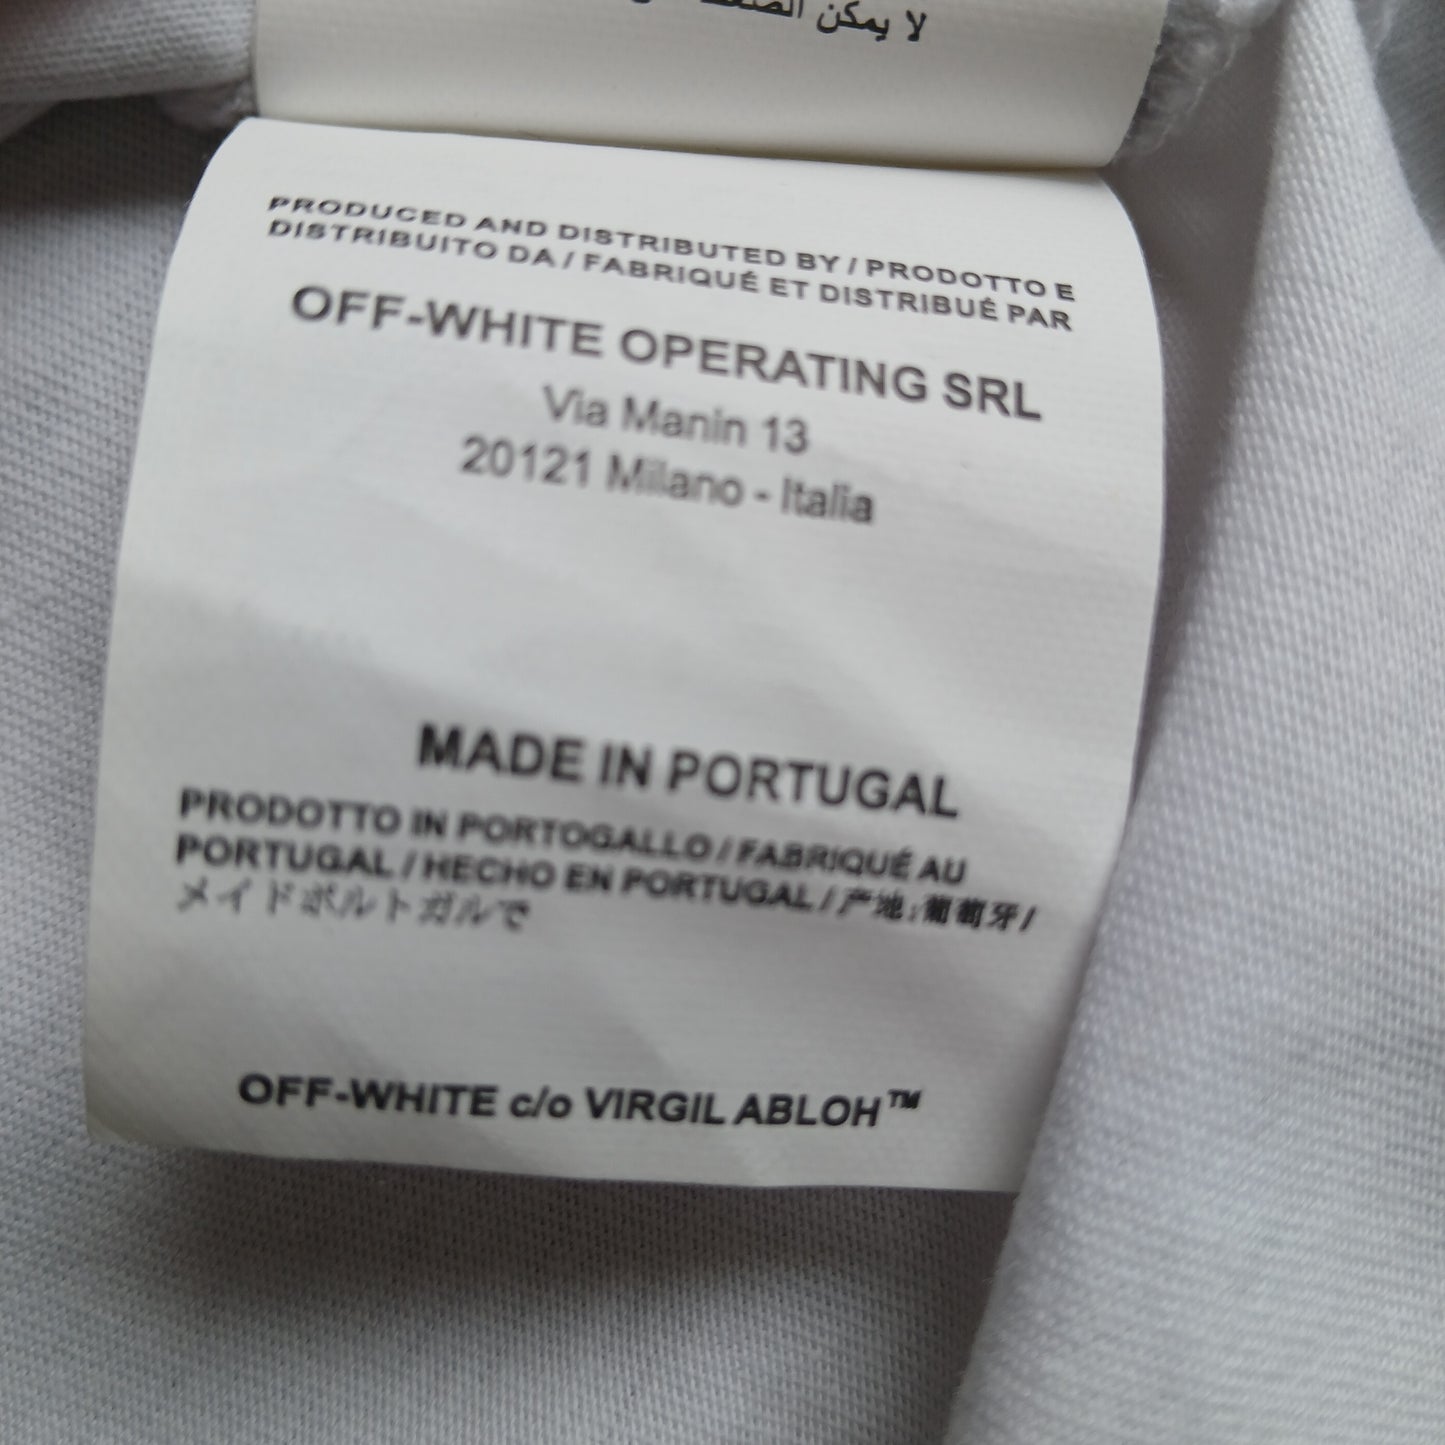 لا يمكن
PRODUCED AND DISTRIBUTED BY / PRODOTTO E
DISTRIBUITO DA / FABRIQUÉ ET DISTRIBUÉ PAR
OFF-WHITE OPERATING SRL
Via Manin 13
20121 Milano - Italia
MADE IN PORTUGAL
PRODOTTO IN PORTOGALLO / FABRIQUÉ AU
PORTUGAL / HECHO EN PORTUGAL / 产地:葡萄牙/
メイドポルトガルで
OFF-WHITE c/o VIRGIL ABLOH™